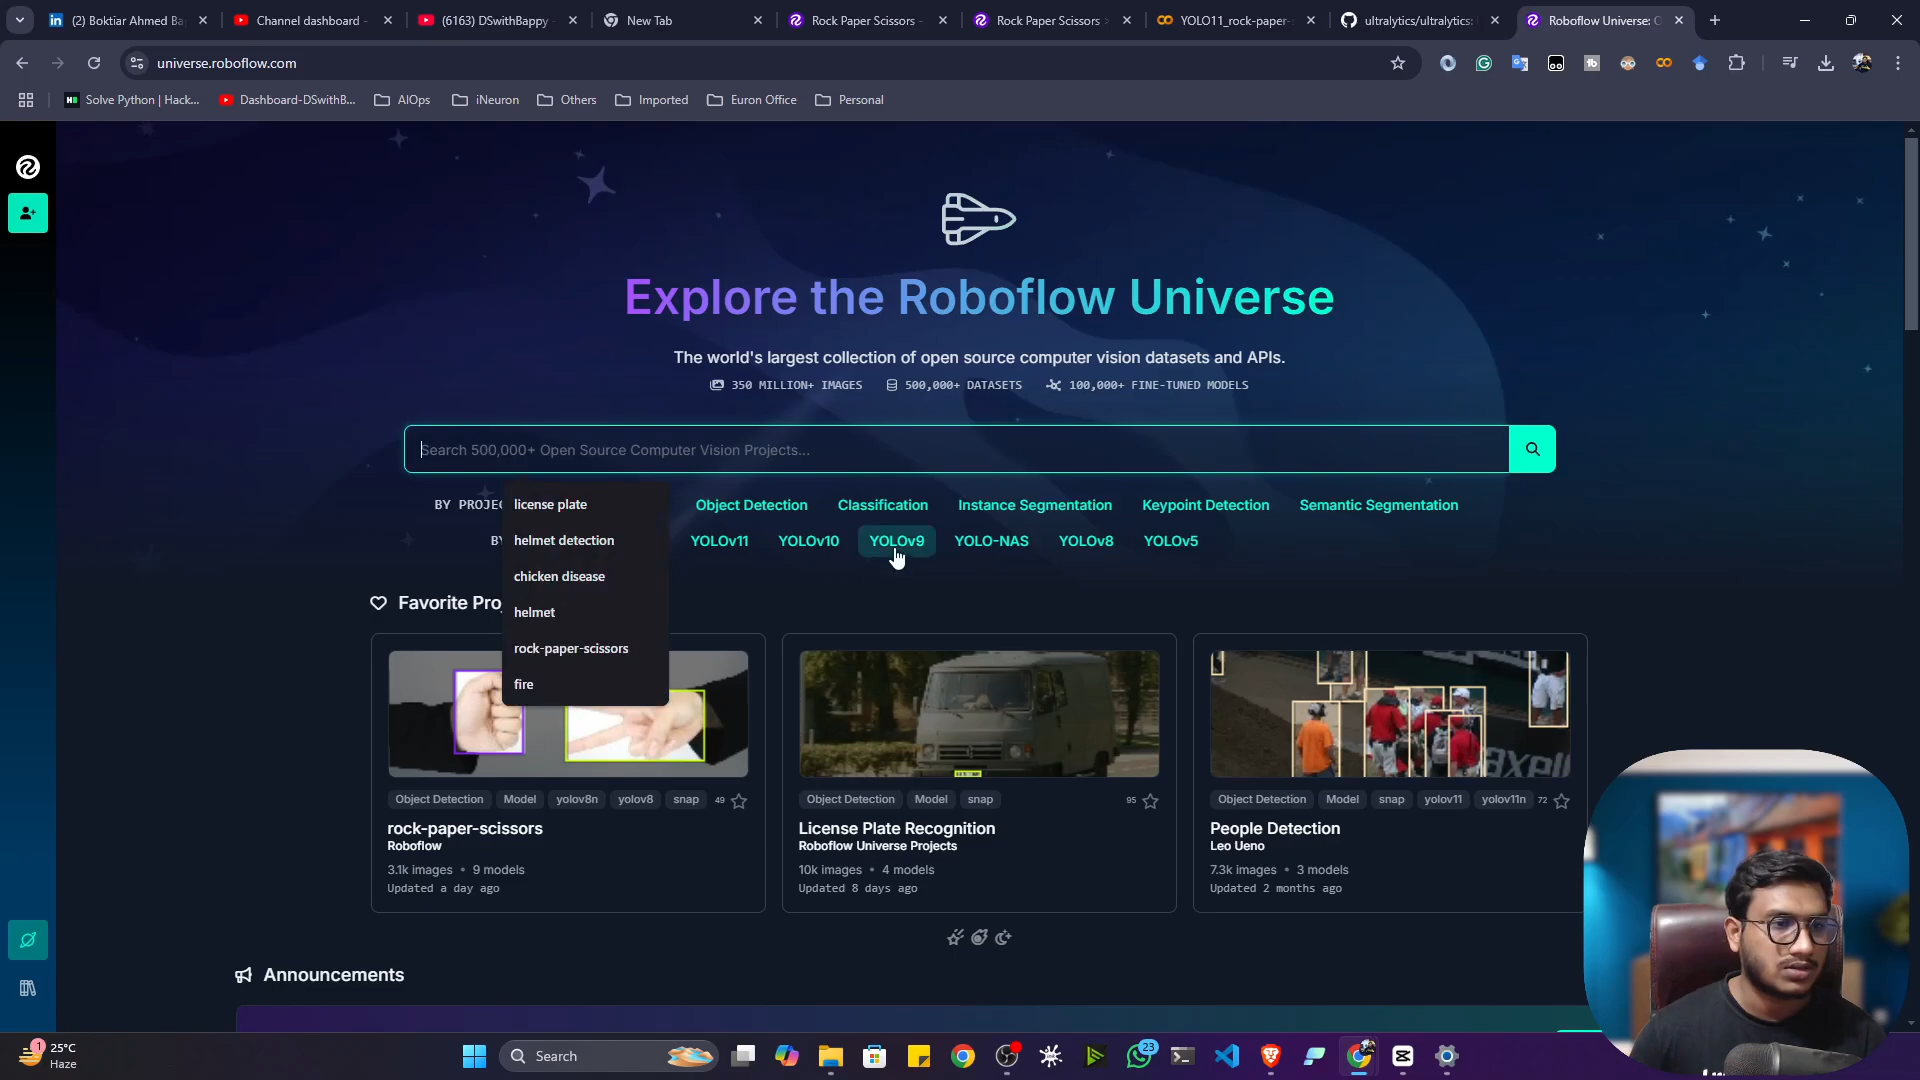 (2) Boktiar Ahmed Ba
Channel dashboard -
(6163) DSwithBappy -
New Tab
Rock Paper Scissors -
Rock Paper Scissors >
YOLO11_rock-paper-
ultralytics/ultralytics:
Roboflow Universe: O
universe.roboflow.com
Solve Python | Hack...
Dashboard-DSwithB...
AIOps
iNeuron
Others
Imported
Euron Office
Personal
Explore the Roboflow Universe
The world's largest collection of open source computer vision datasets and APIs.
350 MILLION+ IMAGES
500,000+ DATASETS
100,000+ FINE-TUNED MODELS
Search 500,000+ Open Source Computer Vision Projects...
BY PROJEC
Object Detection
Classification
Instance Segmentation
Keypoint Detection
Semantic Segmentation
BY
YOLOv11
YOLOv10
YOLOv9
YOLO-NAS
YOLOv8
YOLOv5
license plate
helmet detection
chicken disease
helmet
rock-paper-scissors
fire
Favorite Pro
Object Detection
Model
yolov8n
yolov8
snap
49
rock-paper-scissors
Roboflow
3.1k images • 9 models
Updated a day ago
Object Detection
Model
snap
95
License Plate Recognition
Roboflow Universe Projects
10k images • 4 models
Updated 8 days ago
Object Detection
Model
snap
yolov11
yolov11n
72
People Detection
Leo Ueno
7.3k images • 3 models
Updated 2 months ago
Announcements
1
25°C
Haze
Search
23